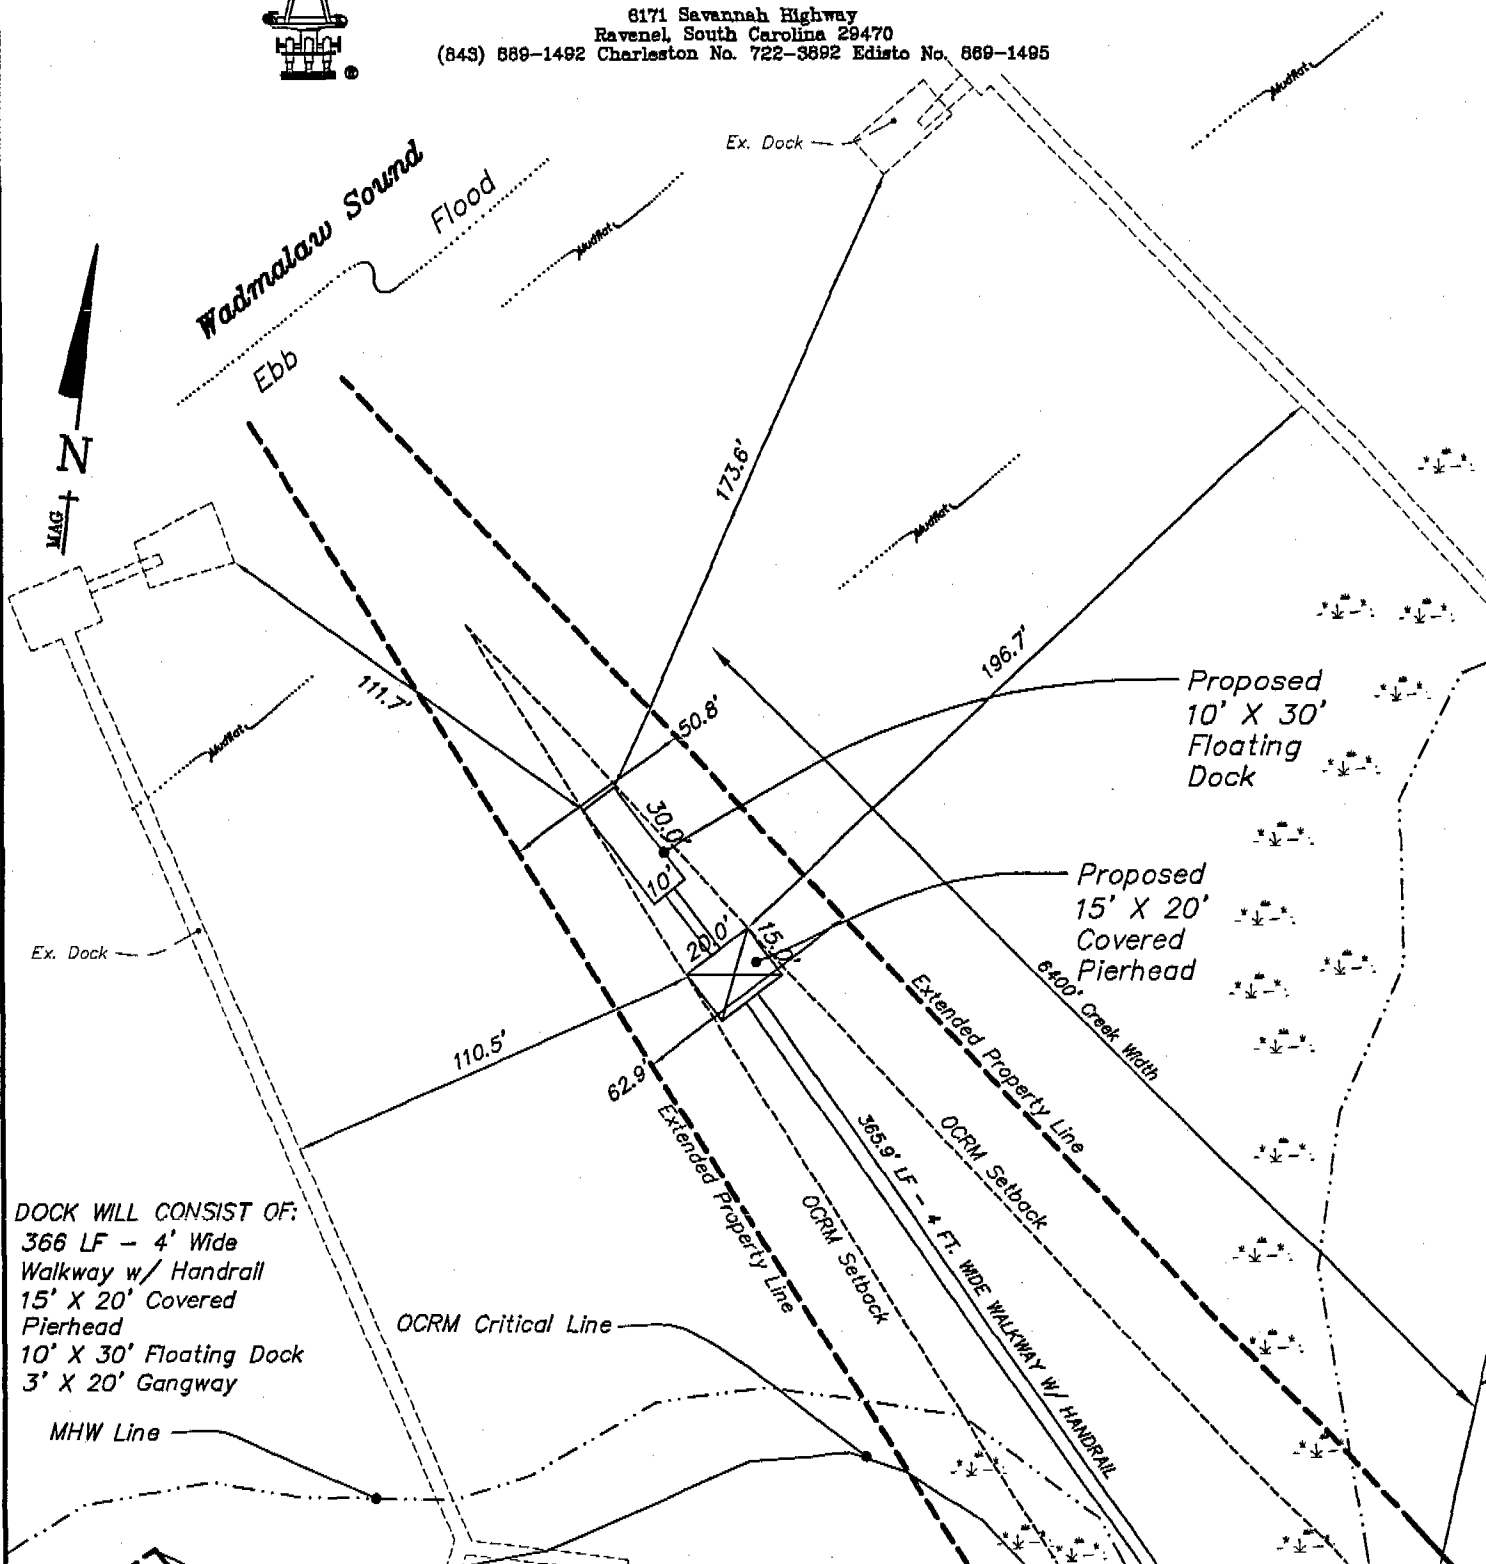 6171 Savannah Highway
Ravenel, South Carolina 29470
(843) 889-1492 Charleston No. 722-3892 Edisto No. 869-1495
®
Mudflat
Ex. Dock
Wadmalaw Sound
Flood
Mudflat
Ebb
N
MAG
173.6'
Mudflat
196.7'
111.7'
50.8'
Proposed
10' X 30'
Floating
Dock
Mudflat
30.0'
10'
Proposed
15' X 20'
Covered
Pierhead
20.0'
15.0'
Ex. Dock
6400' Creek Width
Extended Property Line
110.5'
62.9'
Extended Property Line
OCRM Setback
OCRM Setback
365.9' LF - 4 FT. WIDE WALKWAY W/ HANDRAIL
DOCK WILL CONSIST OF:
366 LF - 4' Wide
Walkway w/ Handrail
15' X 20' Covered
Pierhead
10' X 30' Floating Dock
3' X 20' Gangway
OCRM Critical Line
MHW Line